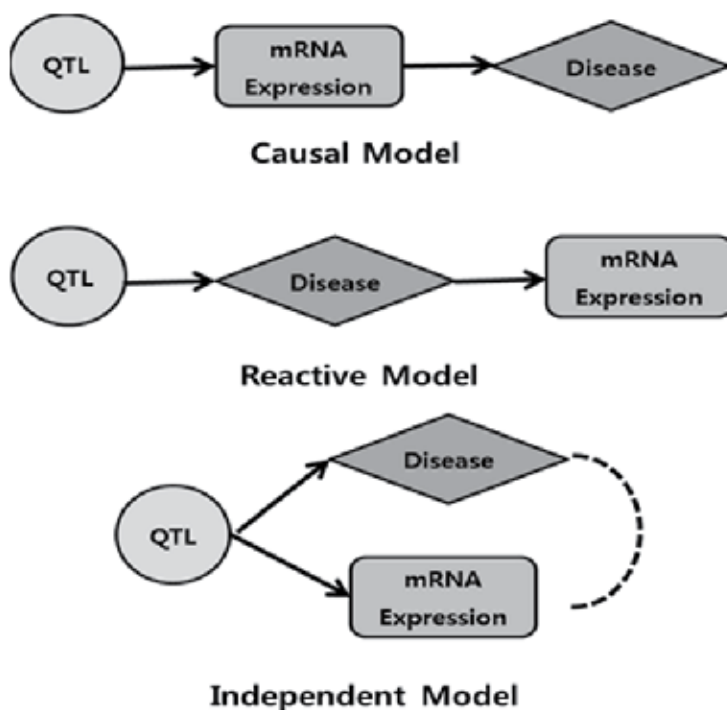 QTL
mRNA
Expression
Disease
Causal Model
QTL
Disease
mRNA
Expression
Reactive Model
Disease
QTL
mRNA
Expression
Independent Model